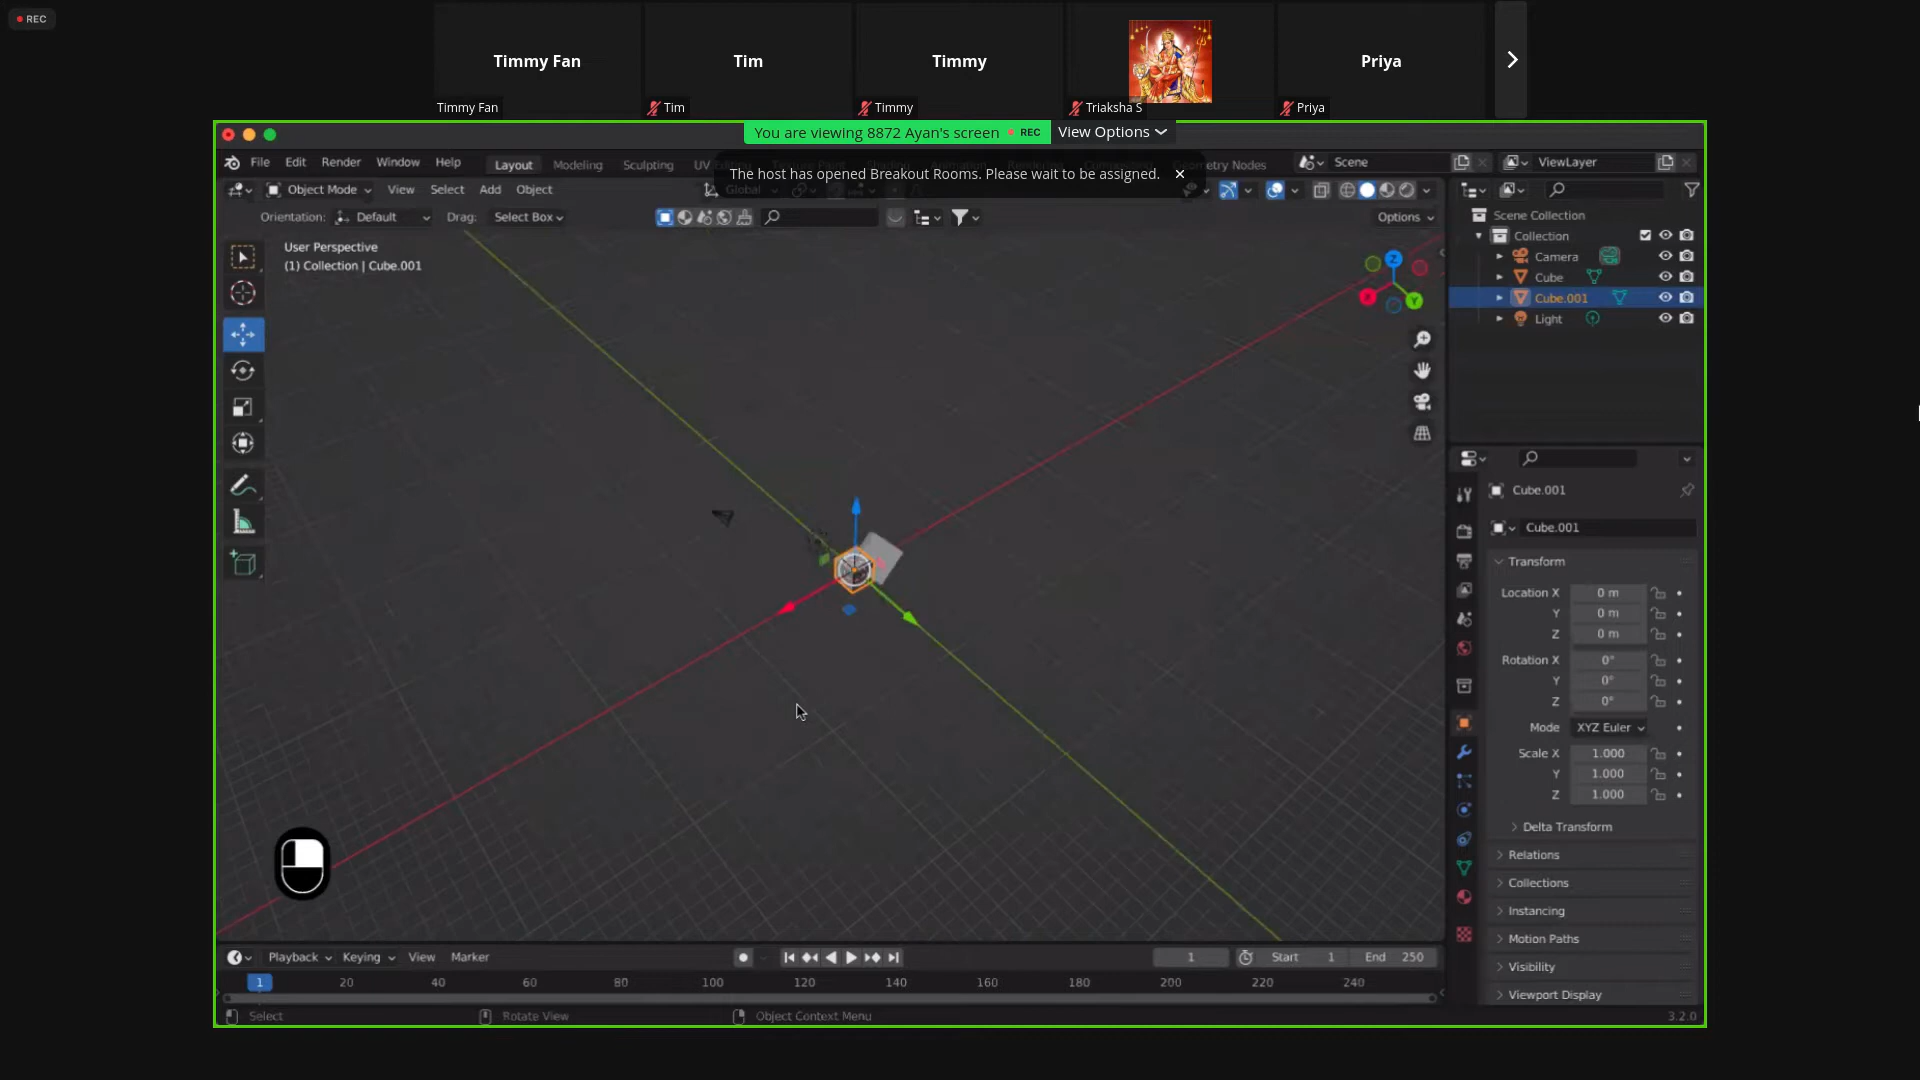 REC
Timmy Fan
Timmy Fan
Tim
Tim
Timmy
Timmy
Triaksha S
Priya
Priya
You are viewing 8872 Ayan's screen REC View Options
The host has opened Breakout Rooms. Please wait to be assigned.
File Edit Render Window Help
Layout Modeling Sculpting
Scene
ViewLayer
Object Mode View Select Add Object
Global
Orientation: Default Drag: Select Box
Options
User Perspective
(1) Collection | Cube.001
Z
X
Y
Scene Collection
Collection
Camera
Cube
Cube.001
Light
Cube.001
Cube.001
Transform
Location X 0 m
Y 0 m
Z 0 m
Rotation X 0°
Y 0°
Z 0°
Mode XYZ Euler
Scale X 1.000
Y 1.000
Z 1.000
Delta Transform
Relations
Collections
Instancing
Motion Paths
Visibility
Viewport Display
Playback Keying View Marker
1
Start 1
End 250
1 20 40 60 80 100 120 140 160 180 200 220 240
Select
Rotate View
Object Context Menu
3.2.0